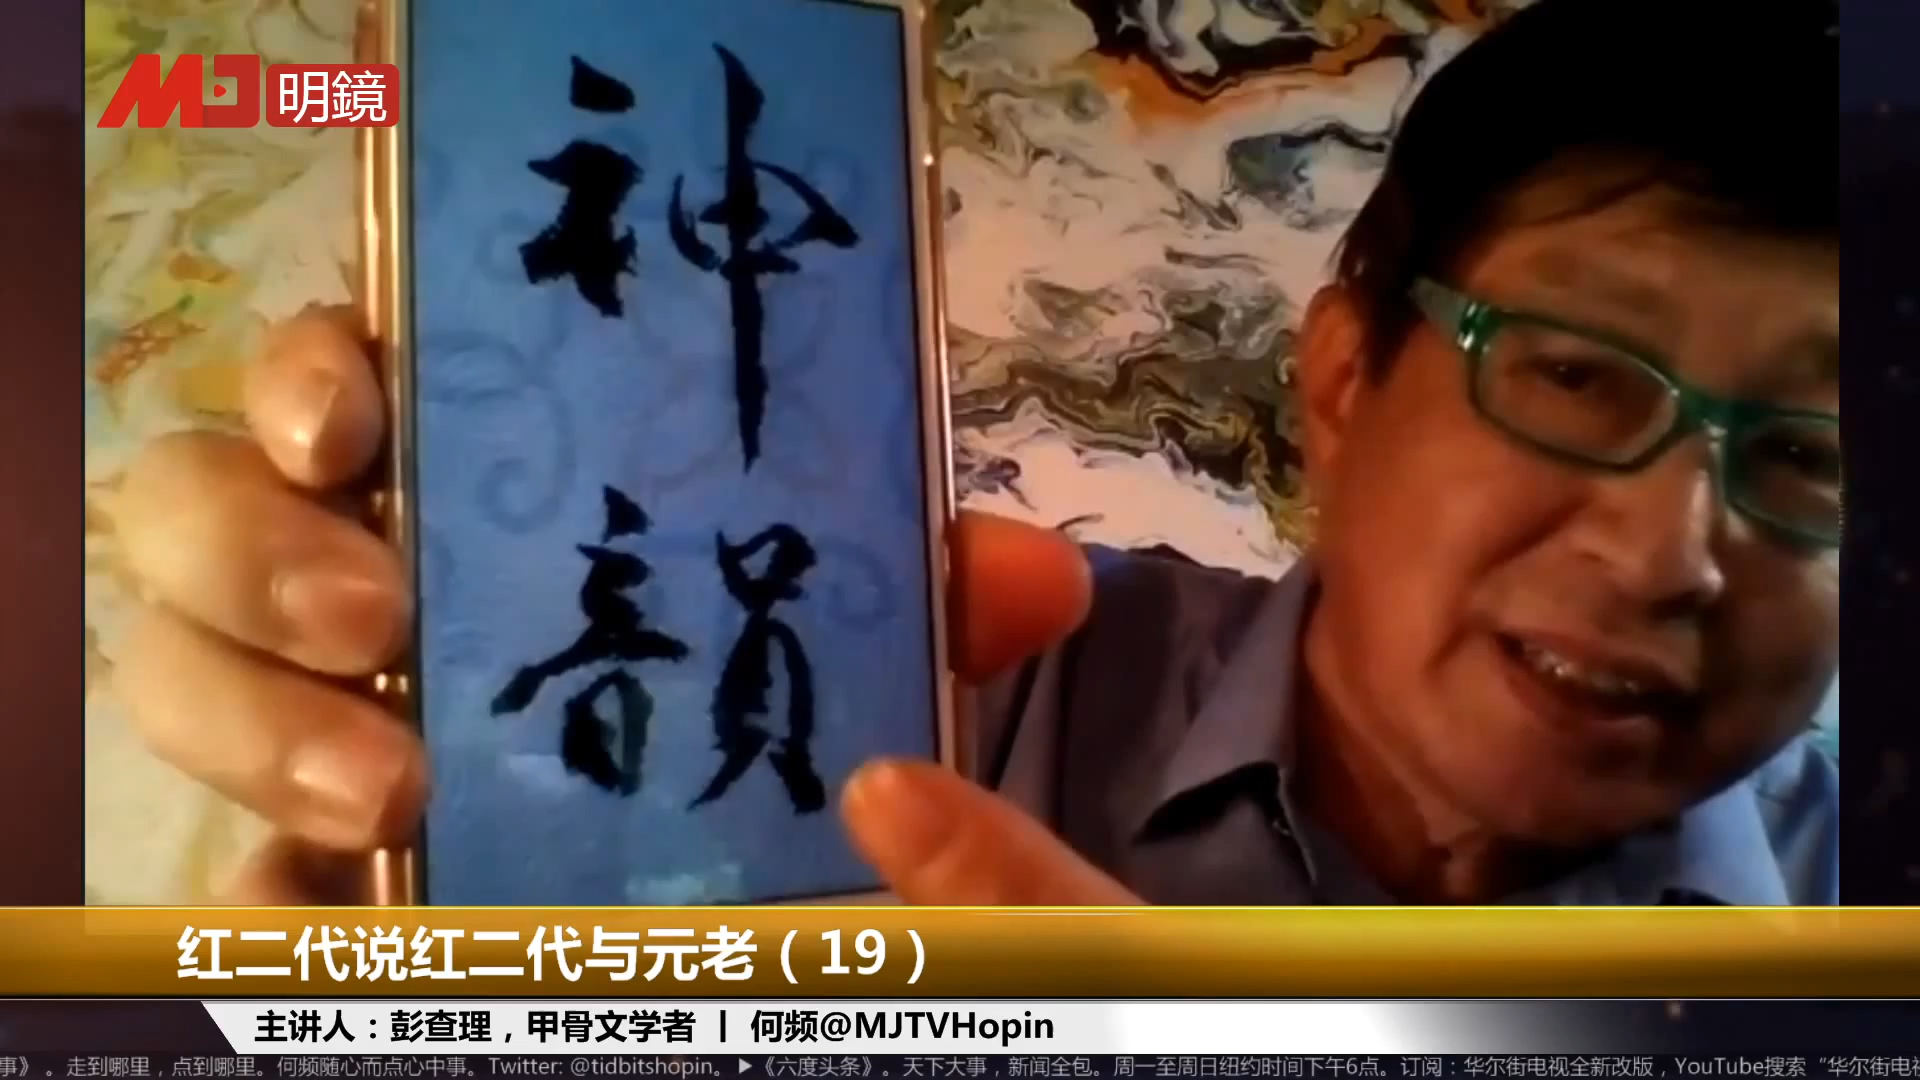 MJ 明鏡
神韻
红二代说红二代与元老（19）
主讲人：彭查理，甲骨文学者 | 何频@MJTVHopin
事》。走到哪里，点到哪里。何频随心而点心中事。Twitter: @tidbitshopin。▶《六度头条》。天下大事，新闻全包。周一至周日纽约时间下午6点。订阅：华尔街电视全新改版，YouTube搜索“华尔街电视